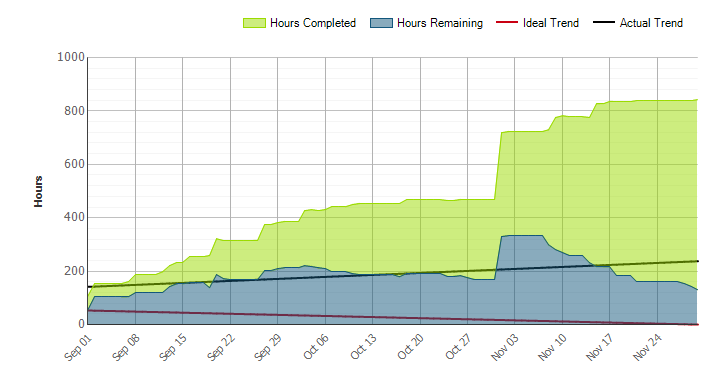 Hours Completed Hours Remaining Ideal Trend Actual Trend
Hours
1000
800
600
400
200
0
Sep 01 Sep 08 Sep 15 Sep 22 Sep 29 Oct 06 Oct 13 Oct 20 Oct 27 Nov 03 Nov 10 Nov 17 Nov 24